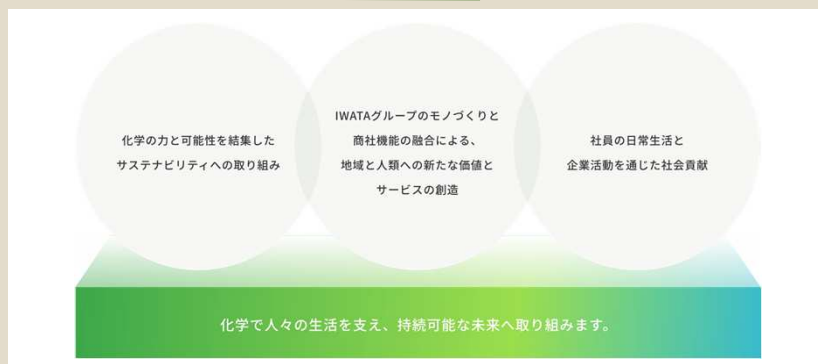 化学の力と可能性を結集した
サステナビリティへの取り組み
IWATAグループのモノづくりと
商社機能の融合による、
地域と人類への新たな価値と
サービスの創造
社員の日常生活と
企業活動を通じた社会貢献
化学で人々の生活を支え、持続可能な未来へ取り組みます。